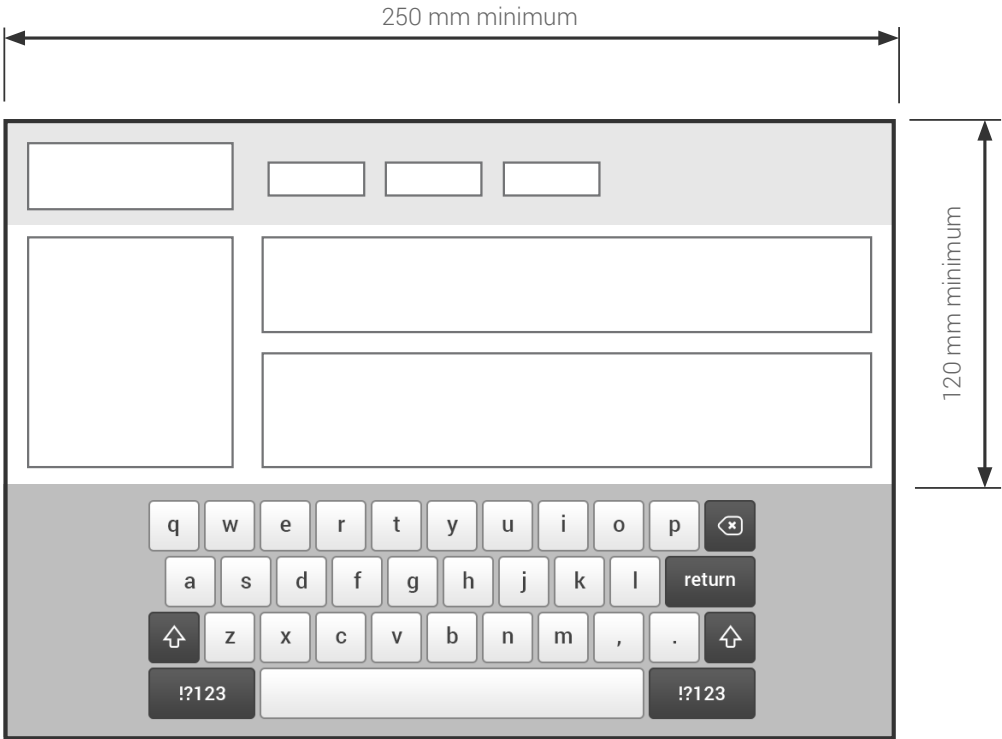 250 mm minimum
120 mm minimum
q w e r t y u i o p
a s d f g h j k l return
z x c v b n m , .
!?123 !?123